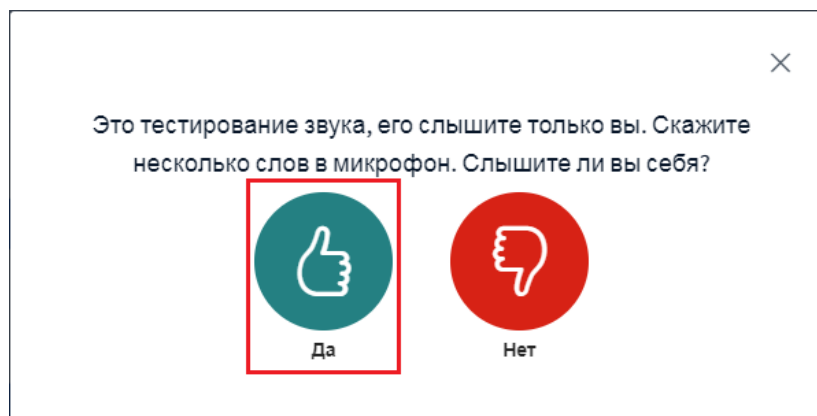 Это тестирование звука, его слышите только вы. Скажите
несколько слов в микрофон. Слышите ли вы себя?
Да
Нет